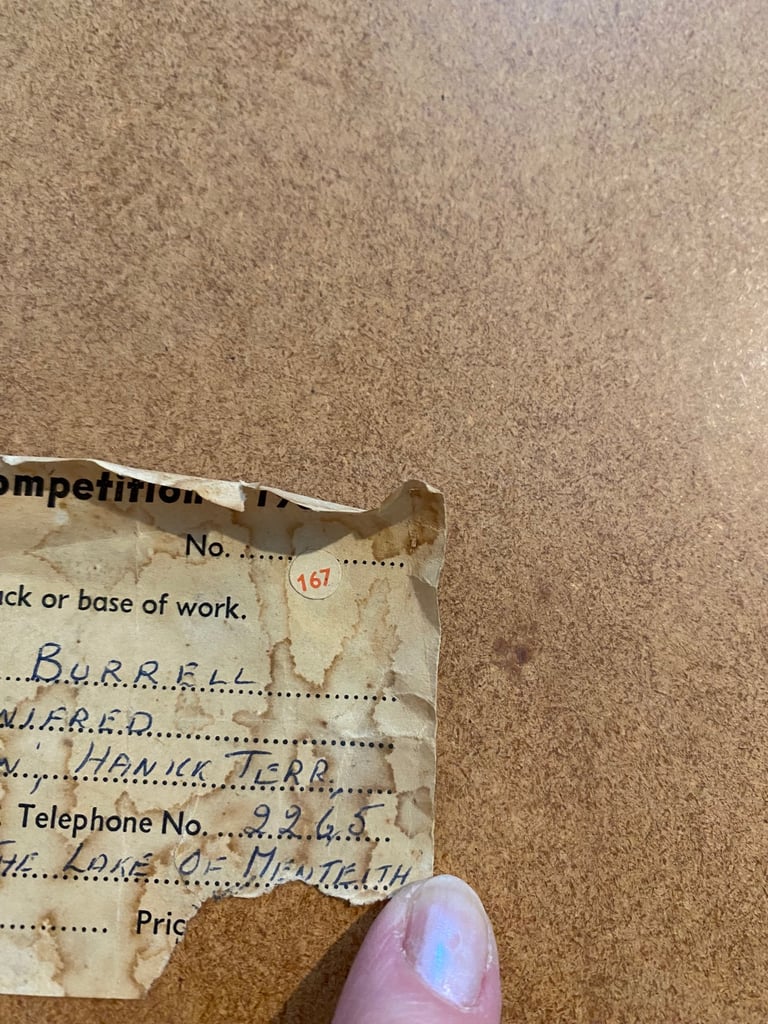 ompetition
No. ............
167
ack or base of work.
BURRELL
NIFRED
N', HANICK TERR,
Telephone No. 2265
HE LAKE OF MENTEITH
Pric